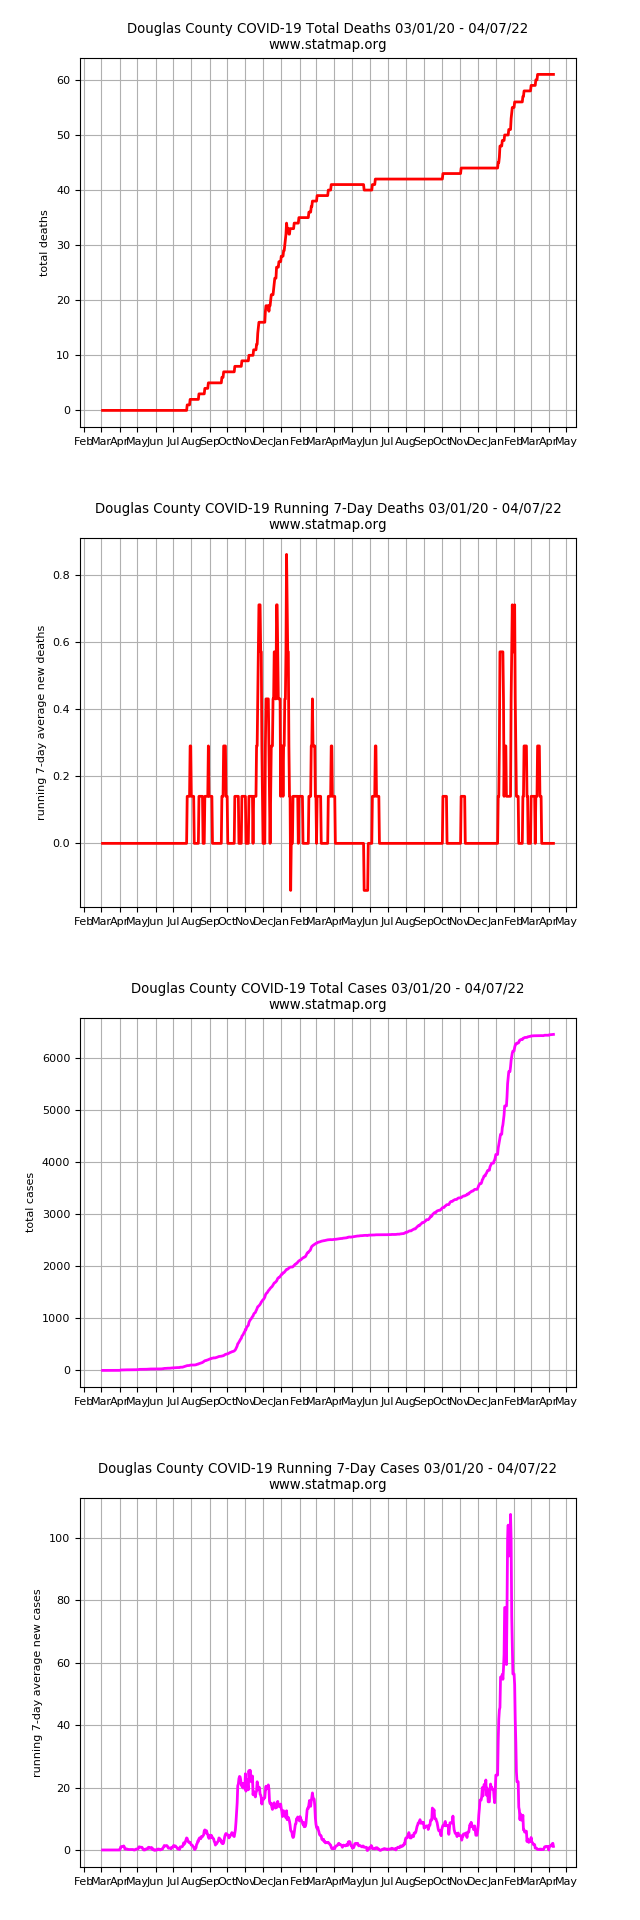 Douglas County COVID-19 Total Deaths 03/01/20 - 04/07/22
www.statmap.org
total deaths
60
50
40
30
20
10
0
Feb Mar Apr May Jun Jul Aug Sep Oct Nov Dec Jan Feb Mar Apr May Jun Jul Aug Sep Oct Nov Dec Jan Feb Mar Apr May
Douglas County COVID-19 Running 7-Day Deaths 03/01/20 - 04/07/22
www.statmap.org
running 7-day average new deaths
0.8
0.6
0.4
0.2
0.0
Feb Mar Apr May Jun Jul Aug Sep Oct Nov Dec Jan Feb Mar Apr May Jun Jul Aug Sep Oct Nov Dec Jan Feb Mar Apr May
Douglas County COVID-19 Total Cases 03/01/20 - 04/07/22
www.statmap.org
total cases
6000
5000
4000
3000
2000
1000
0
Feb Mar Apr May Jun Jul Aug Sep Oct Nov Dec Jan Feb Mar Apr May Jun Jul Aug Sep Oct Nov Dec Jan Feb Mar Apr May
Douglas County COVID-19 Running 7-Day Cases 03/01/20 - 04/07/22
www.statmap.org
running 7-day average new cases
100
80
60
40
20
0
Feb Mar Apr May Jun Jul Aug Sep Oct Nov Dec Jan Feb Mar Apr May Jun Jul Aug Sep Oct Nov Dec Jan Feb Mar Apr May